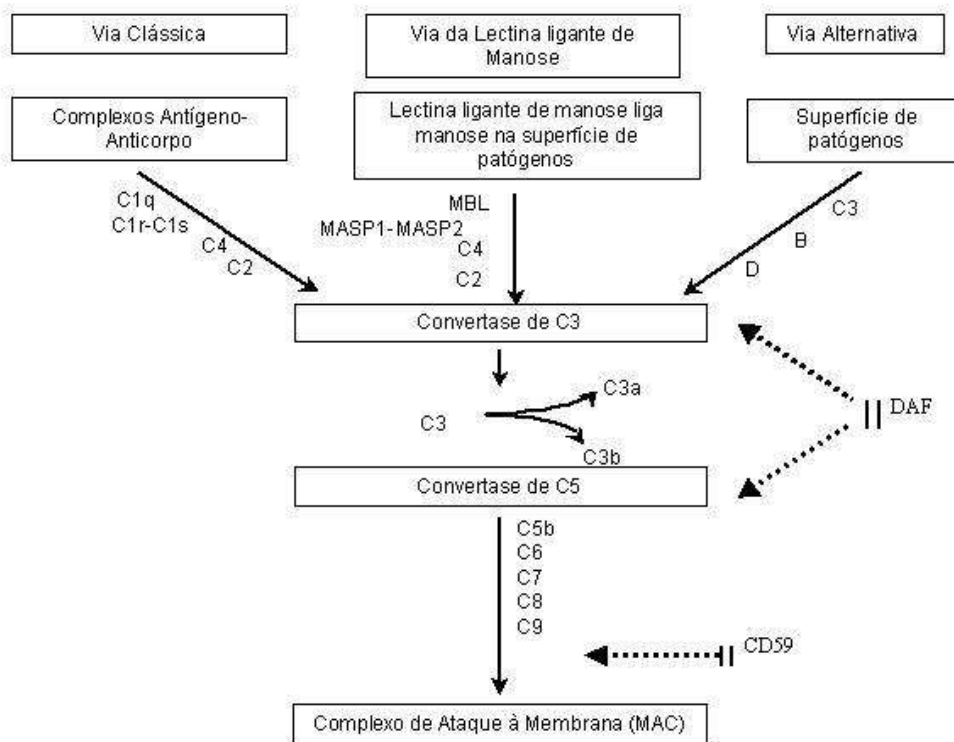 Via Clássica
Via da Lectina ligante de
Manose
Via Alternativa
Complexos Antígeno-
Anticorpo
Lectina ligante de manose liga
manose na superfície de
patógenos
Superfície de
patógenos
C1q
C1r-C1s
C4
C2
MBL
MASP1-MASP2
C4
C2
C3
B
D
Convertase de C3
C3
C3a
C3b
DAF
Convertase de C5
C5b
C6
C7
C8
C9
CD59
Complexo de Ataque à Membrana (MAC)